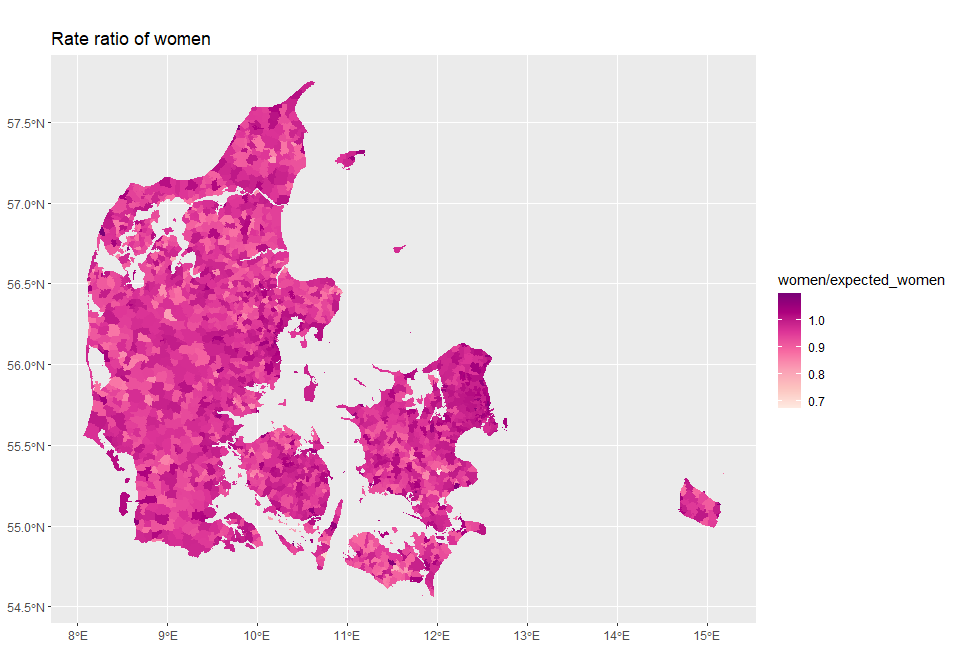 Rate ratio of women
57.5°N
57.0°N
56.5°N
56.0°N
55.5°N
55.0°N
54.5°N
8°E 9°E 10°E 11°E 12°E 13°E 14°E 15°E
women/expected_women
1.0
0.9
0.8
0.7